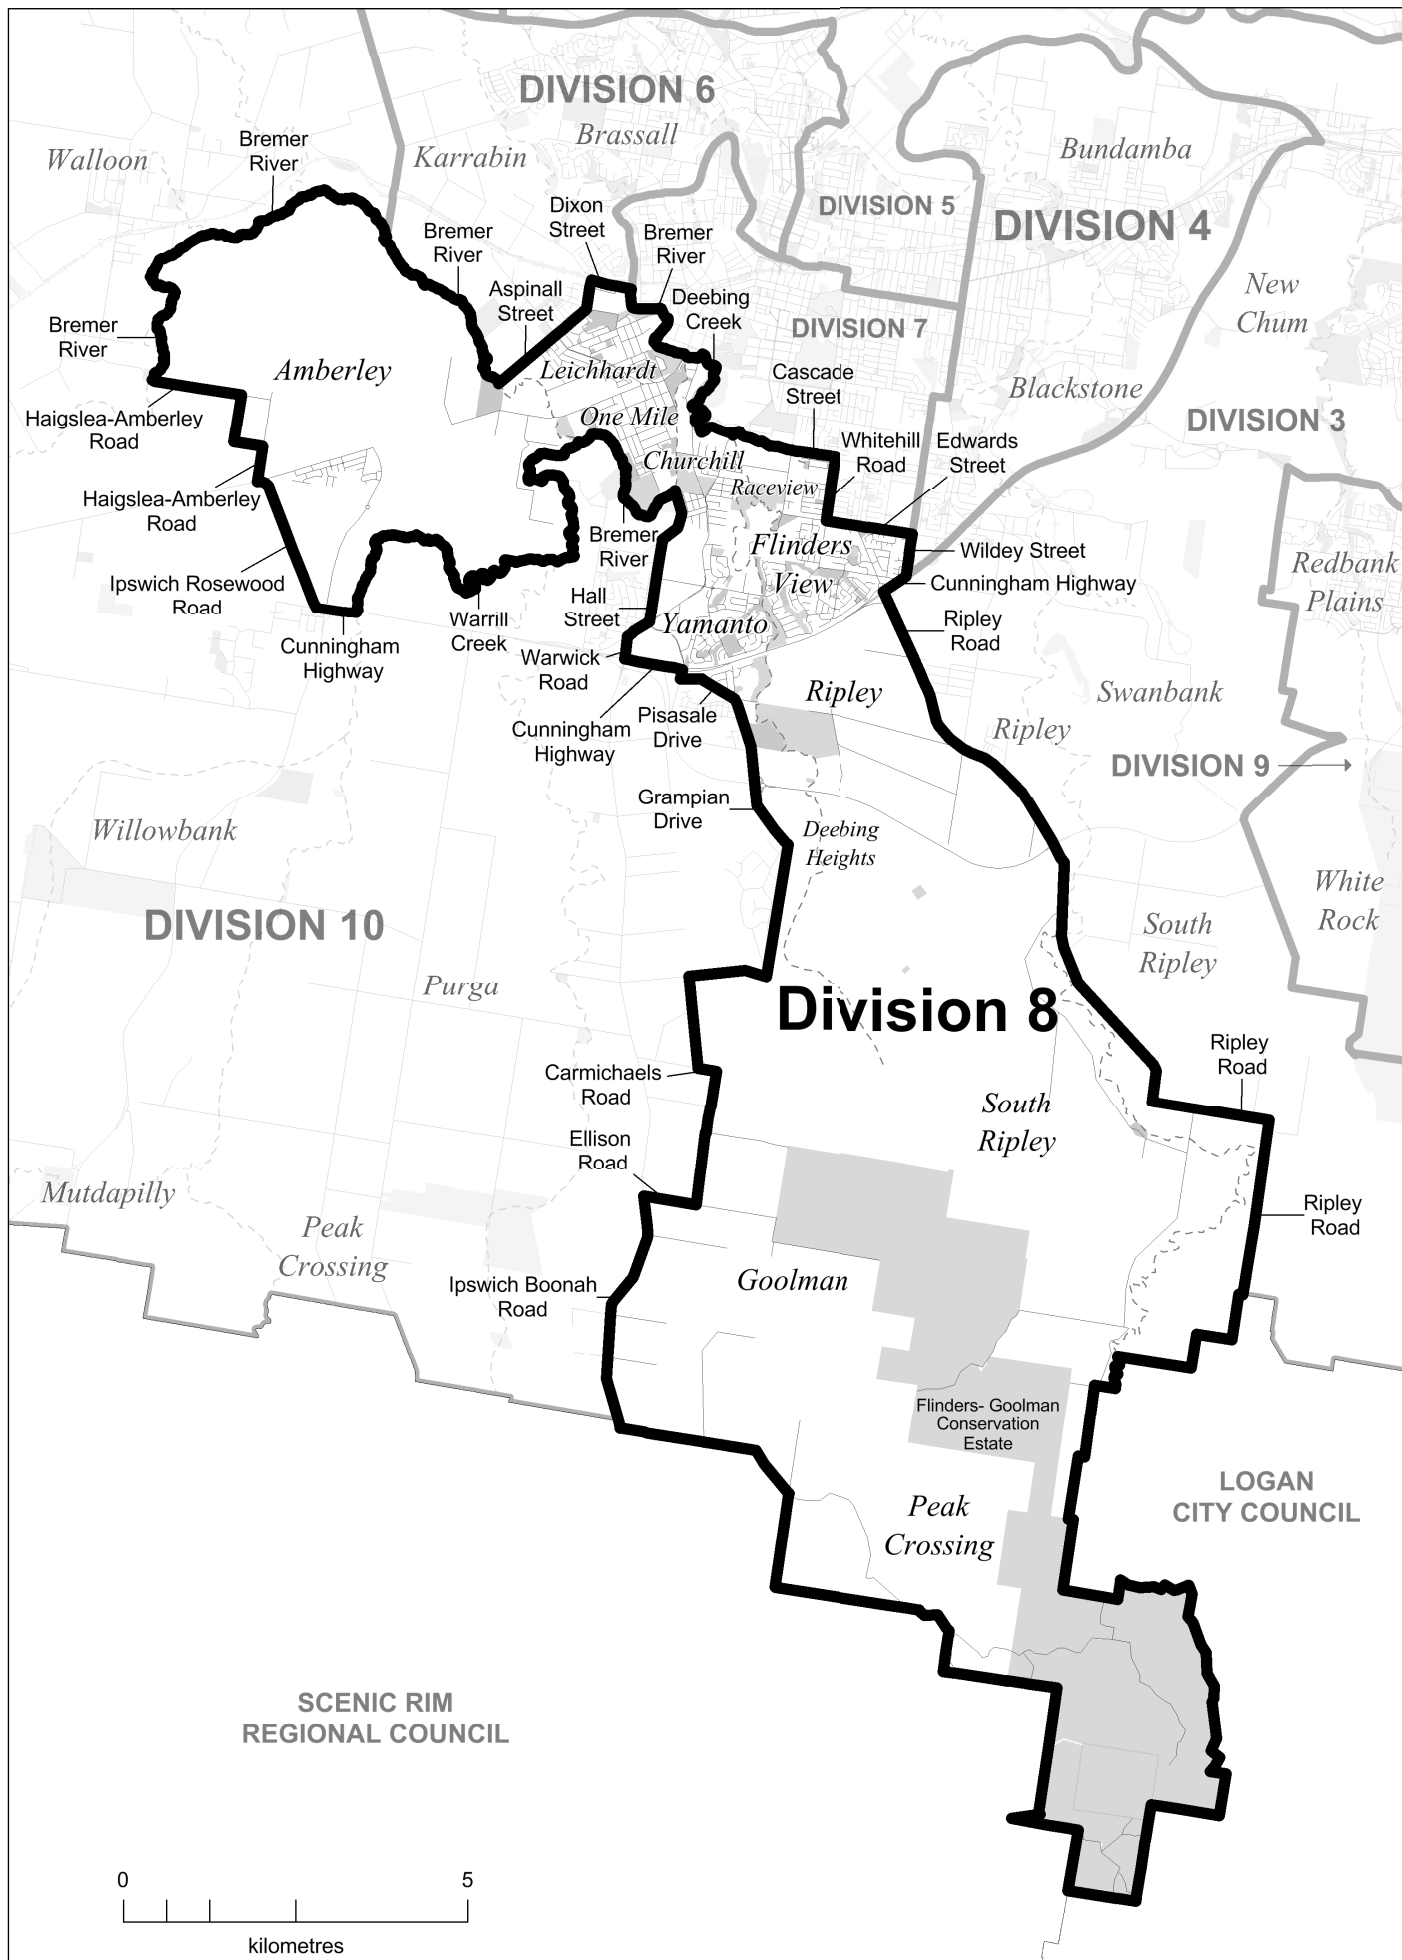 DIVISION 6
Brassall
Bremer
River
Walloon
Karrabin
Bundamba
Dixon
Street
DIVISION 5
DIVISION 4
Bremer
River
Bremer
River
Aspinall
Street
Deebing
Creek
New
Chum
Bremer
River
DIVISION 7
Amberley
Leichhardt
Cascade
Street
Blackstone
Haigslea-Amberley
Road
One Mile
DIVISION 3
Whitehill
Road
Edwards
Street
Churchill
Raceview
Haigslea-Amberley
Road
Bremer
River
Flinders
View
Wildey Street
Redbank
Plains
Ipswich Rosewood
Road
Cunningham Highway
Hall
Street
Warrill
Creek
Yamanto
Ripley
Road
Cunningham
Highway
Warwick
Road
Ripley
Swanbank
Cunningham
Highway
Pisasale
Drive
Ripley
DIVISION 9
Grampian
Drive
Willowbank
Deebing
Heights
White
Rock
DIVISION 10
South
Ripley
Purga
Division 8
Ripley
Road
Carmichaels
Road
South
Ripley
Ellison
Road
Mutdapilly
Peak
Crossing
Ripley
Road
Ipswich Boonah
Road
Goolman
Flinders- Goolman
Conservation
Estate
LOGAN
CITY COUNCIL
Peak
Crossing
SCENIC RIM
REGIONAL COUNCIL
0 5
kilometres